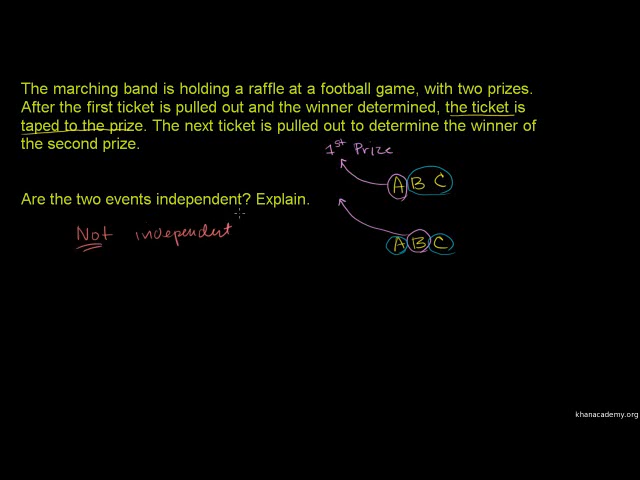 The marching band is holding a raffle at a football game, with two prizes.
After the first ticket is pulled out and the winner determined, the ticket is
taped to the prize. The next ticket is pulled out to determine the winner of
the second prize.
1st Prize
A B C
Are the two events independent? Explain.
Not independent
A B C
khanacademy.org